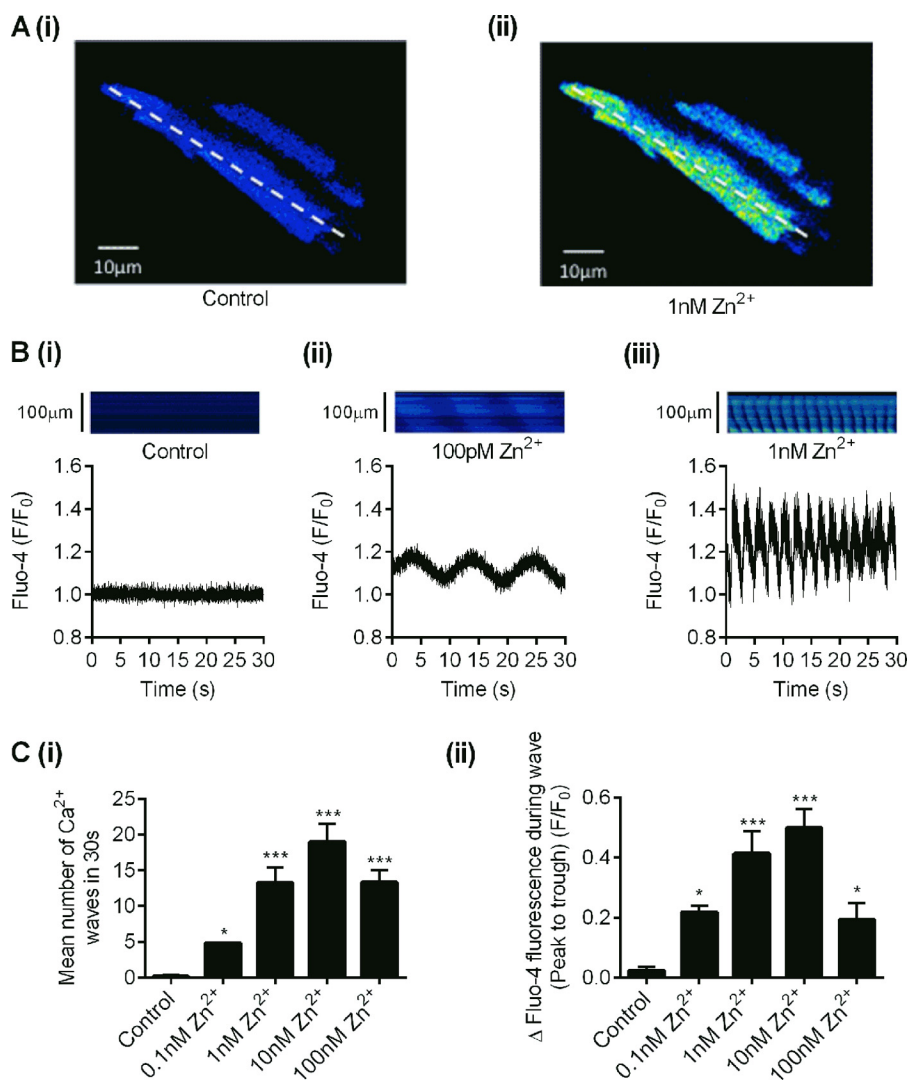 A (i)
(ii)
10µm
10µm
Control
1nM Zn²⁺
B (i)
(ii)
(iii)
100µm
100µm
100µm
Control
100pM Zn²⁺
1nM Zn²⁺
Fluo-4 (F/F₀)
1.6
1.4
1.2
1.0
0.8
0 5 10 15 20 25 30
Time (s)
Fluo-4 (F/F₀)
1.6
1.4
1.2
1.0
0.8
0 5 10 15 20 25 30
Time (s)
Fluo-4 (F/F₀)
1.6
1.4
1.2
1.0
0.8
0 5 10 15 20 25 30
Time (s)
C (i)
Mean number of Ca²⁺
waves in 30s
25
20
15
10
5
0
*
***
***
***
Control
0.1nM Zn²⁺
1nM Zn²⁺
10nM Zn²⁺
100nM Zn²⁺
(ii)
Δ Fluo-4 fluorescence during wave
(Peak to trough) (F/F₀)
0.6
0.4
0.2
0.0
*
***
***
*
Control
0.1nM Zn²⁺
1nM Zn²⁺
10nM Zn²⁺
100nM Zn²⁺